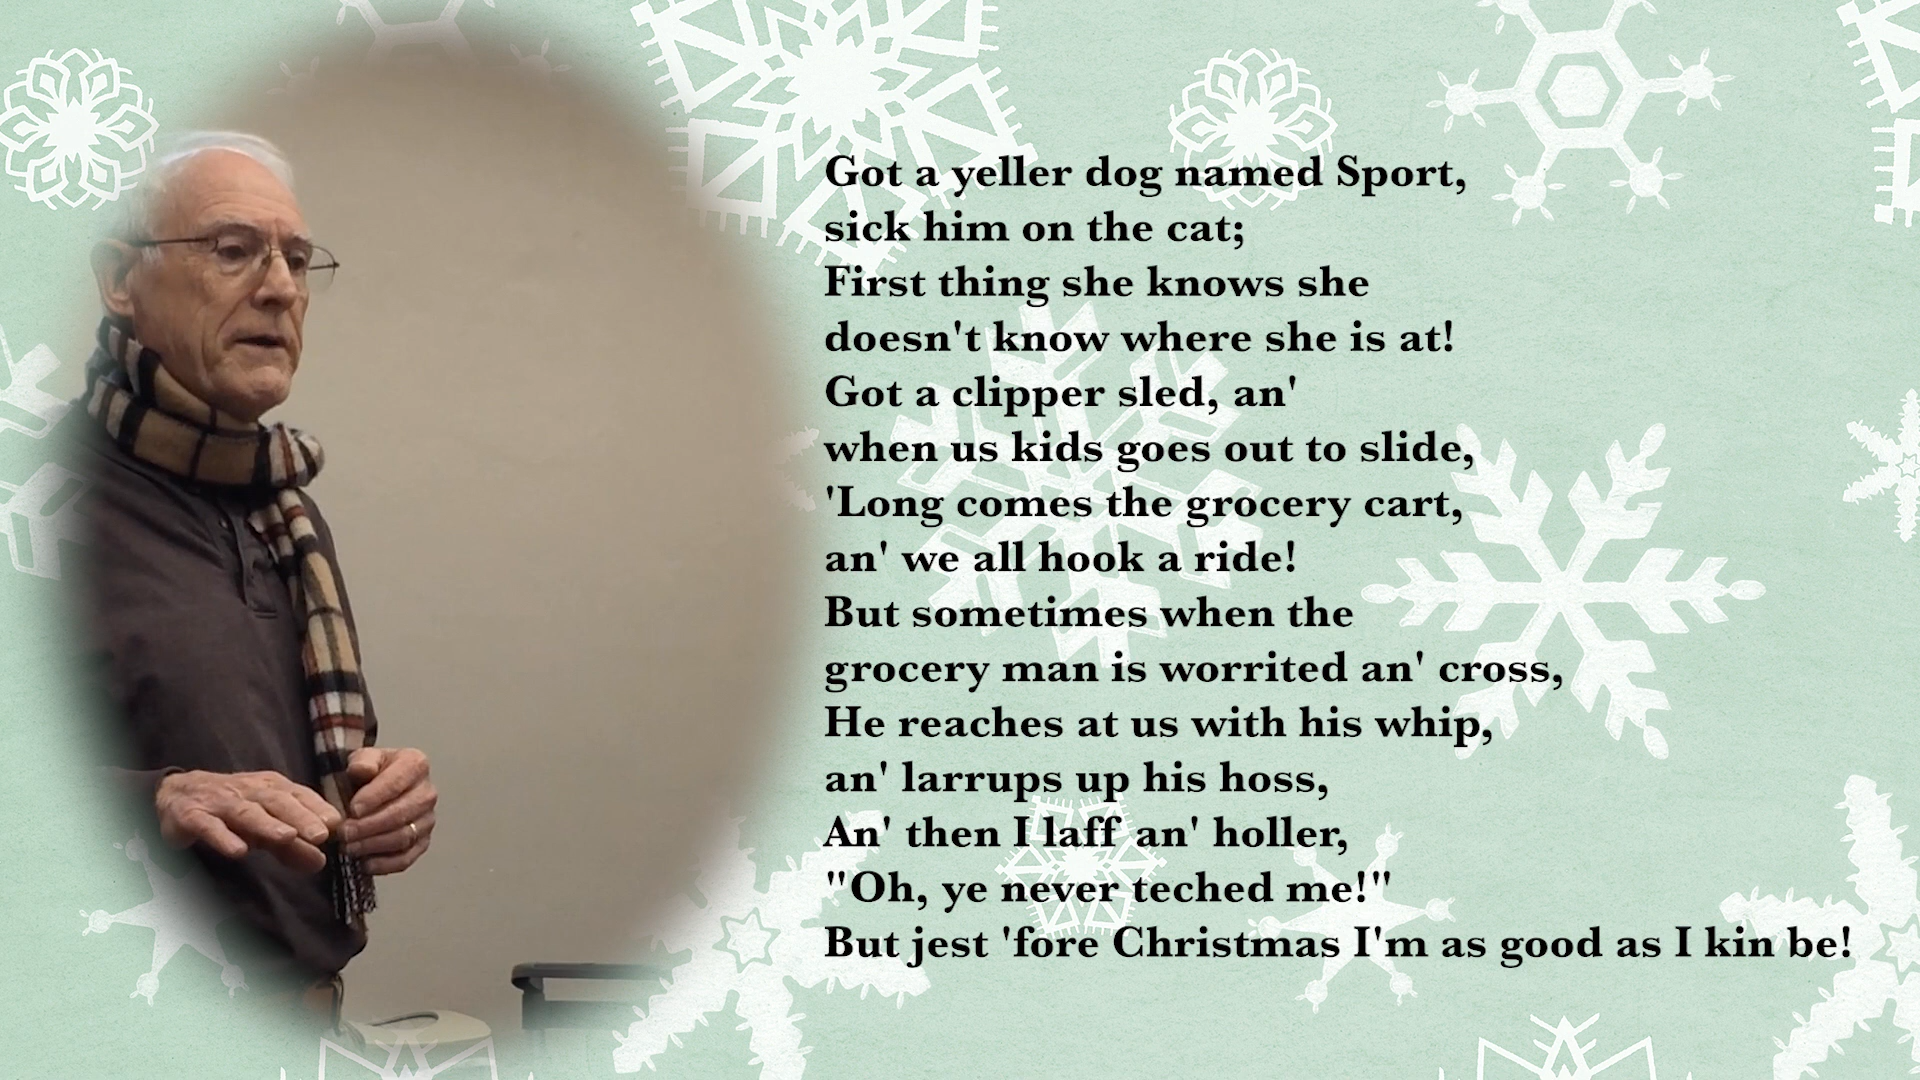 Got a yeller dog named Sport,
sick him on the cat;
First thing she knows she
doesn't know where she is at!
Got a clipper sled, an'
when us kids goes out to slide,
'Long comes the grocery cart,
an' we all hook a ride!
But sometimes when the
grocery man is worrited an' cross,
He reaches at us with his whip,
an' larrups up his hoss,
An' then I laff an' holler,
"Oh, ye never teched me!"
But jest 'fore Christmas I'm as good as I kin be!